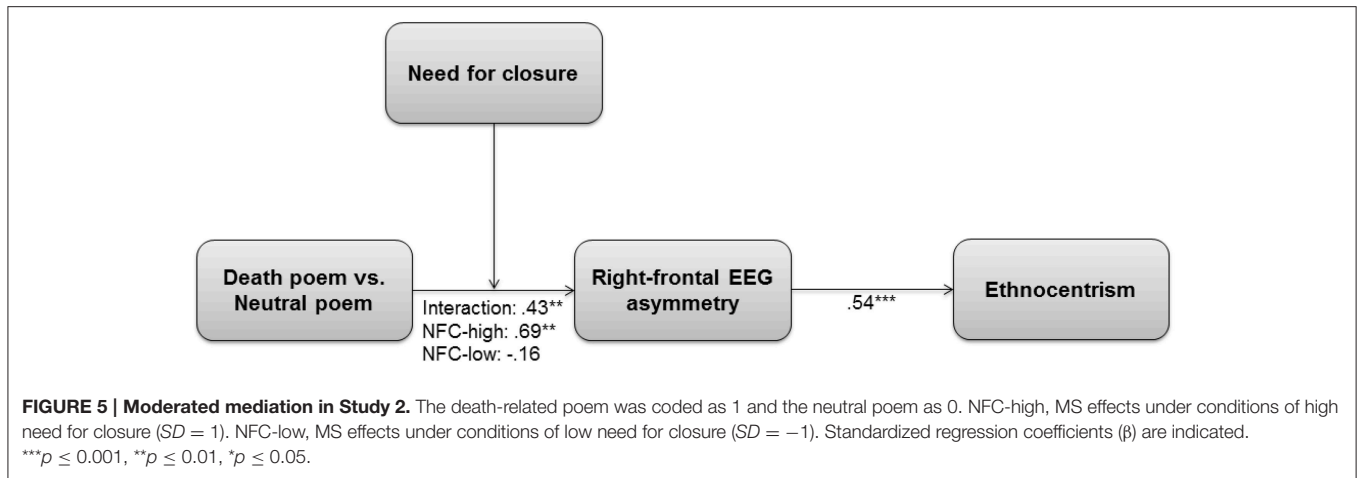 Need for closure
Death poem vs.
Neutral poem
Interaction: .43**
NFC-high: .69**
NFC-low: -.16
Right-frontal EEG
asymmetry
.54***
Ethnocentrism
FIGURE 5 | Moderated mediation in Study 2. The death-related poem was coded as 1 and the neutral poem as 0. NFC-high, MS effects under conditions of high
need for closure (SD = 1). NFC-low, MS effects under conditions of low need for closure (SD = −1). Standardized regression coefficients (β) are indicated.
***p ≤ 0.001, **p ≤ 0.01, *p ≤ 0.05.